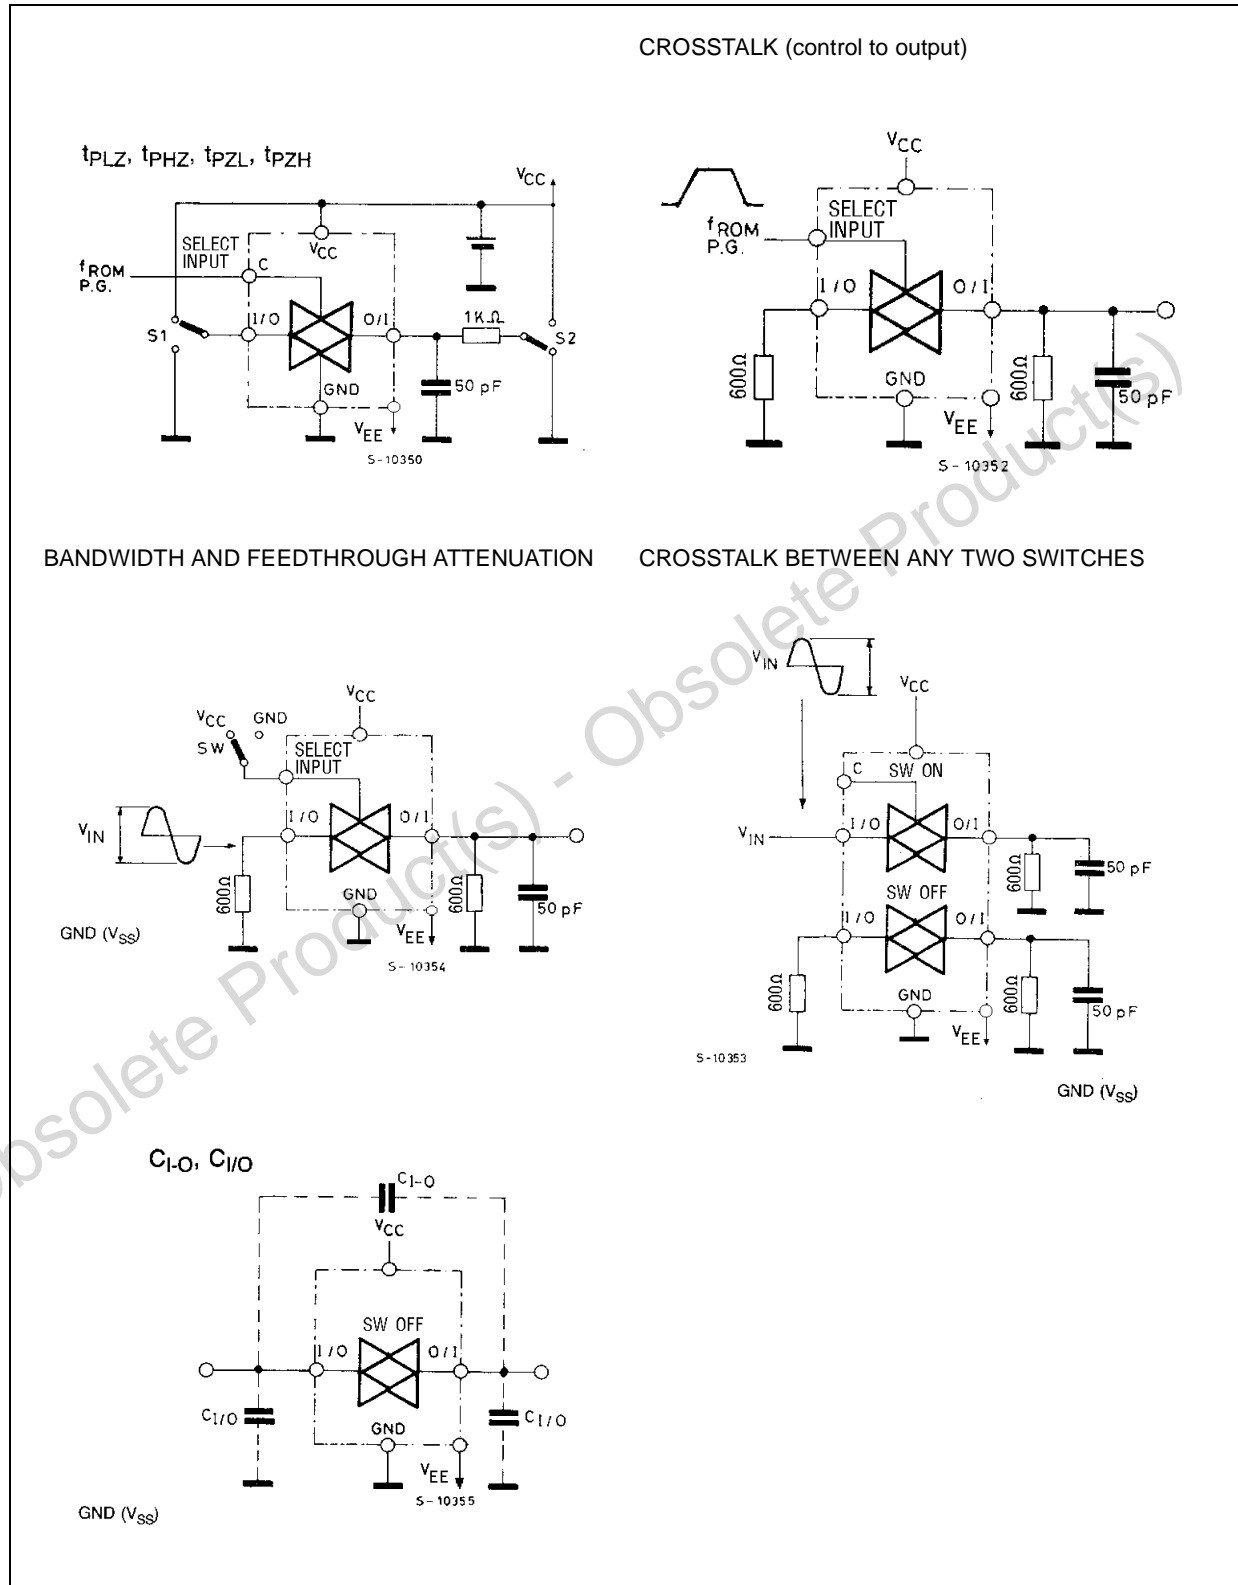 CROSSTALK (control to output)
tPLZ, tPHZ, tPZL, tPZH
VCC
SELECT
INPUT
VCC
fROM
P.G.
C
I/O
O/I
1KΩ
S1
S2
GND
50 pF
VEE
S-10350
VCC
SELECT
INPUT
fROM
P.G.
I/O
O/I
600Ω
GND
600Ω
50 pF
VEE
S-10352
BANDWIDTH AND FEEDTHROUGH ATTENUATION
CROSSTALK BETWEEN ANY TWO SWITCHES
VCC
VCC
GND
SW
SELECT
INPUT
I/O
O/I
VIN
600Ω
GND
600Ω
50 pF
GND (VSS)
VEE
S-10354
VIN
VCC
C
SW ON
VIN
I/O
O/I
600Ω
50 pF
SW OFF
I/O
O/I
600Ω
GND
600Ω
50 pF
VEE
S-10353
GND (VSS)
CI-O, CI/O
CI-O
VCC
SW OFF
I/O
O/I
CI/O
GND
CI/O
VEE
S-10355
GND (VSS)
Obsolete Product(s) - Obsolete Product(s)